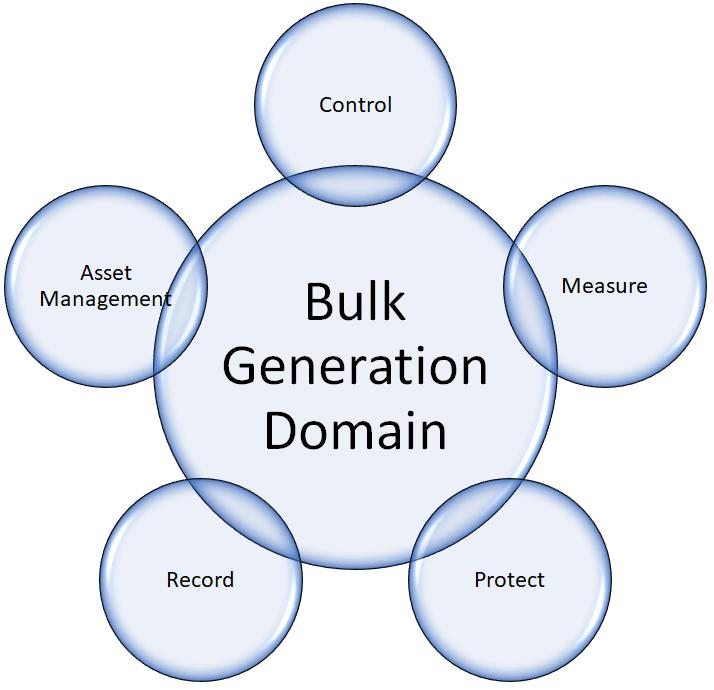 Control
Asset
Management
Measure
Bulk
Generation
Domain
Record
Protect